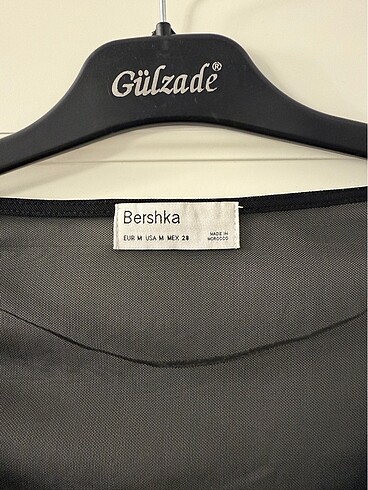 Gülzade®
Bershka
EUR M USA M MEX 28
MADE IN
MOROCCO